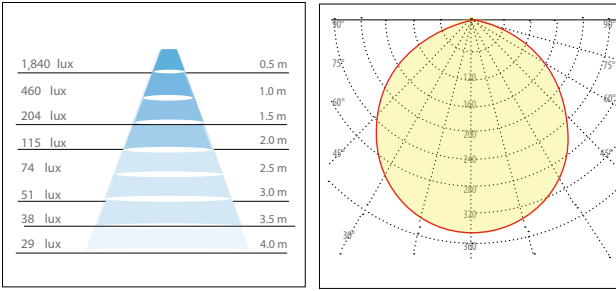 1,840 lux 0.5 m
460 lux 1.0 m
204 lux 1.5 m
115 lux 2.0 m
74 lux 2.5 m
51 lux 3.0 m
38 lux 3.5 m
29 lux 4.0 m
90° 90°
75° 75°
60° 60°
45° 45°
30°
120
160
200
240
280
320
360